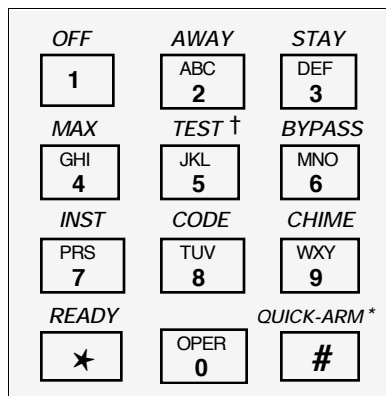 OFF AWAY STAY
1 ABC DEF
2 3
MAX TEST † BYPASS
GHI JKL MNO
4 5 6
INST CODE CHIME
PRS TUV WXY
7 8 9
READY QUICK-ARM *
* OPER #
0